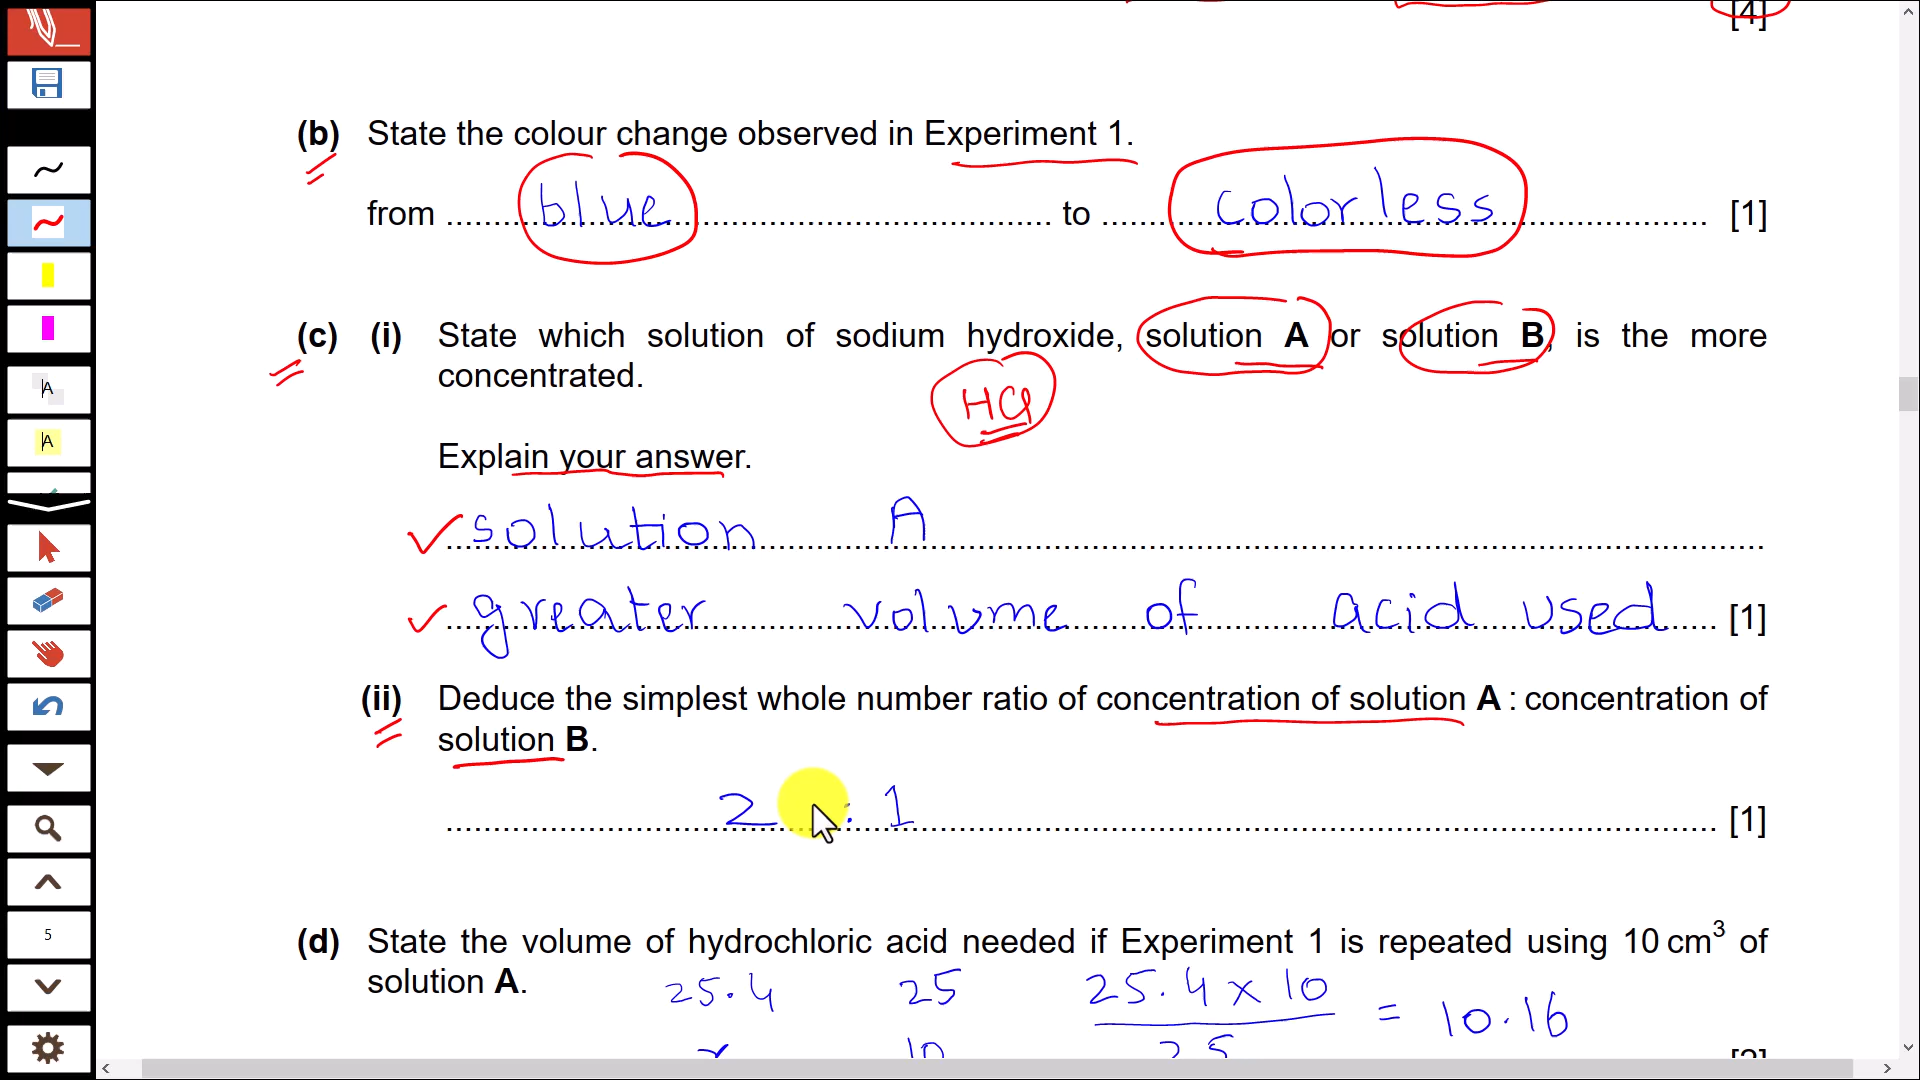 [4]
(b) State the colour change observed in Experiment 1.
from blue to colorless [1]
(c) (i) State which solution of sodium hydroxide, solution A or solution B, is the more
concentrated.
HCl
Explain your answer.
solution A
greater volume of acid used [1]
(ii) Deduce the simplest whole number ratio of concentration of solution A : concentration of
solution B.
2 : 1 [1]
(d) State the volume of hydrochloric acid needed if Experiment 1 is repeated using 10 cm³ of
solution A.
25.4 25 25.4 x 10 = 10.16
x 10 25
A
A
5